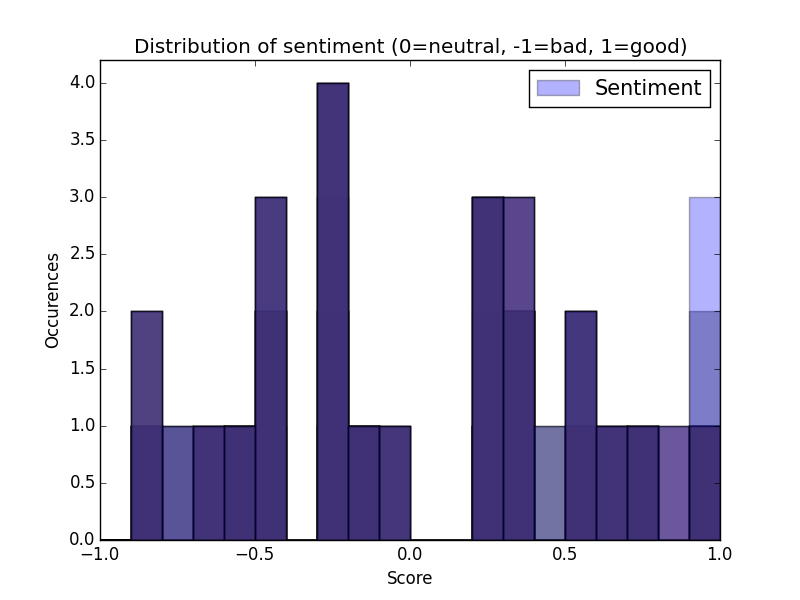 Distribution of sentiment (0=neutral, -1=bad, 1=good)
Sentiment
4.0
3.5
3.0
2.5
2.0
1.5
1.0
0.5
0.0
Occurences
−1.0 −0.5 0.0 0.5 1.0
Score